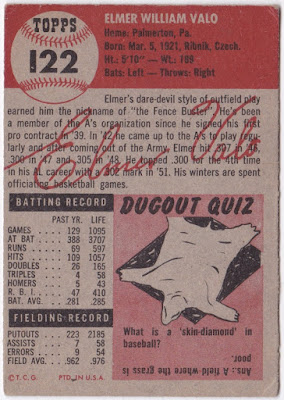 TOPPS
122
ELMER WILLIAM VALO
Home: Palmerton, Pa.
Born: Mar. 5, 1921, Ribnik, Czech.
Ht.: 5'10" — Wt.: 189
Bats: Left - Throws: Right
Elmer's dare-devil style of outfield play
earned him the nickname of "the Fence Buster".
been a member of the A's organization since he signed his first
pro contract in '39. In '42 he came up to the A's to play regu-
larly and after coming out of the Army, Elmer hit .307 in '46,
.300 in '47 and in '48. He topped .300 for the 4th time
in his A.L. career with a mark in '51. His winters are spent
officiating basketball games.
Elmer Valo
BATTING RECORD
PAST YR. LIFE
GAMES 129 1095
AT BAT 388 3707
RUNS 69 597
HITS 109 1057
DOUBLES 26 165
TRIPLES 4 58
HOMERS 5 43
R. B. I. 47 410
BAT. AVG. .281 .285
FIELDING RECORD
PUTOUTS 223 2185
ASSISTS 7 58
ERRORS 9 54
FIELD AVG. .962 .976
© T. C. G. PTD. IN U.S.A.
DUGOUT QUIZ
What is a 'skin-diamond' in
baseball?
Ans.: A field where the grass is
poor.